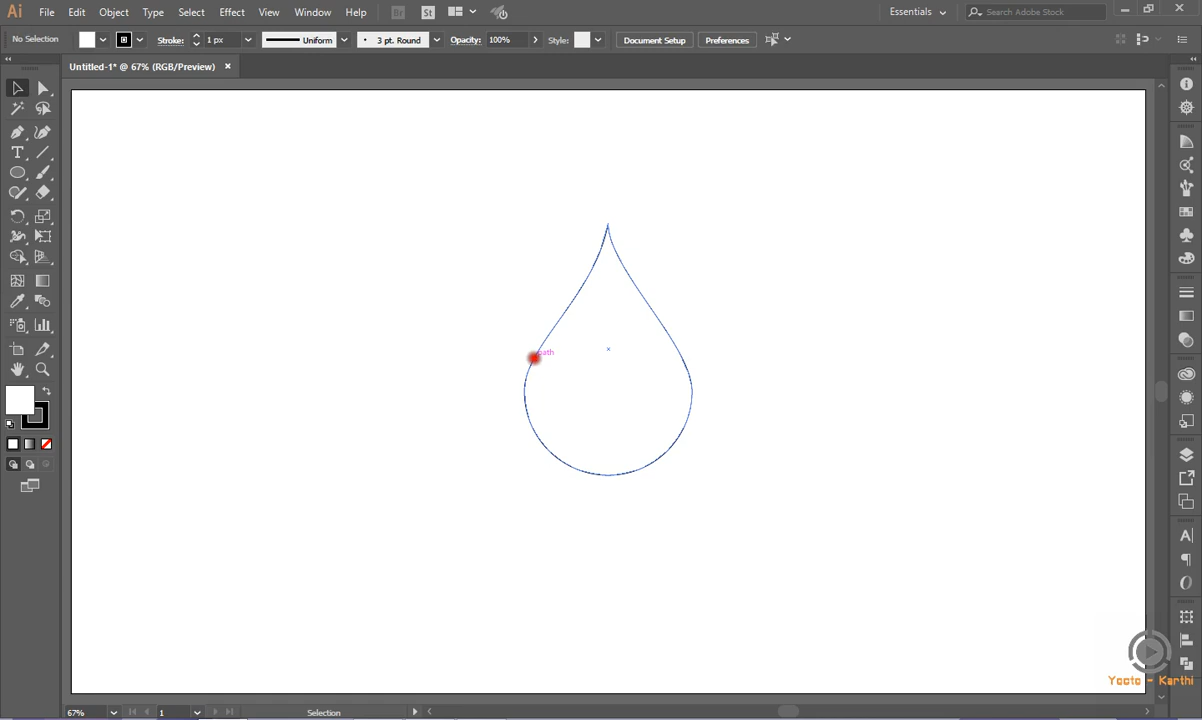 Ai File Edit Object Type Select Effect View Window Help Br St Essentials Search Adobe Stock
No Selection Stroke: 1 px Uniform 3 pt. Round Opacity: 100% Style: Document Setup Preferences
Untitled-1* @ 67% (RGB/Preview)
path
Yooto - Karthi
67% 1 Selection